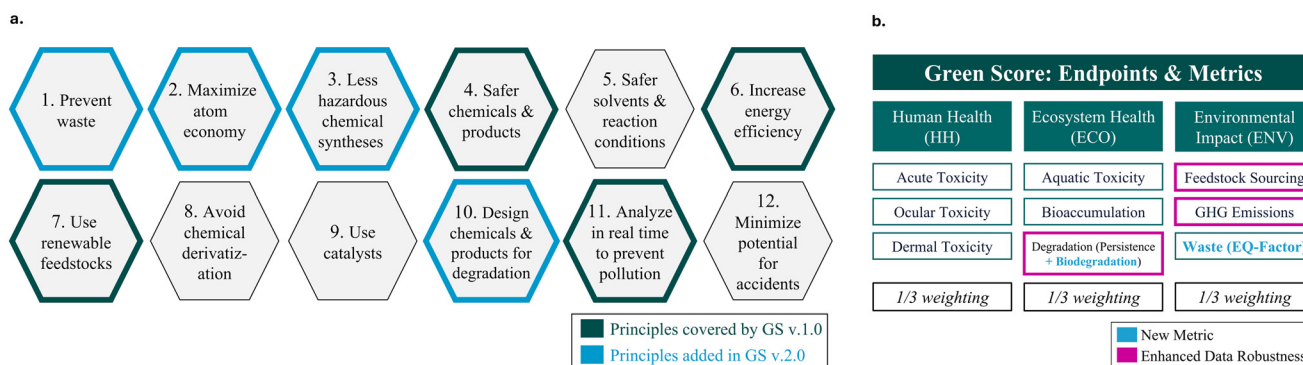 a.
1. Prevent
waste
2. Maximize
atom
economy
3. Less
hazardous
chemical
syntheses
4. Safer
chemicals
& products
5. Safer
solvents &
reaction
conditions
6. Increase
energy
efficiency
7. Use
renewable
feedstocks
8. Avoid
chemical
derivatiz-
ation
9. Use
catalysts
10. Design
chemicals &
products for
degradation
11. Analyze
in real time
to prevent
pollution
12.
Minimize
potential
for
accidents
Principles covered by GS v.1.0
Principles added in GS v.2.0
b.
Green Score: Endpoints & Metrics
Human Health
(HH)
Ecosystem Health
(ECO)
Environmental
Impact (ENV)
Acute Toxicity
Aquatic Toxicity
Feedstock Sourcing
Ocular Toxicity
Bioaccumulation
GHG Emissions
Dermal Toxicity
Degradation (Persistence
+ Biodegradation)
Waste (EQ-Factor)
1/3 weighting
1/3 weighting
1/3 weighting
New Metric
Enhanced Data Robustness